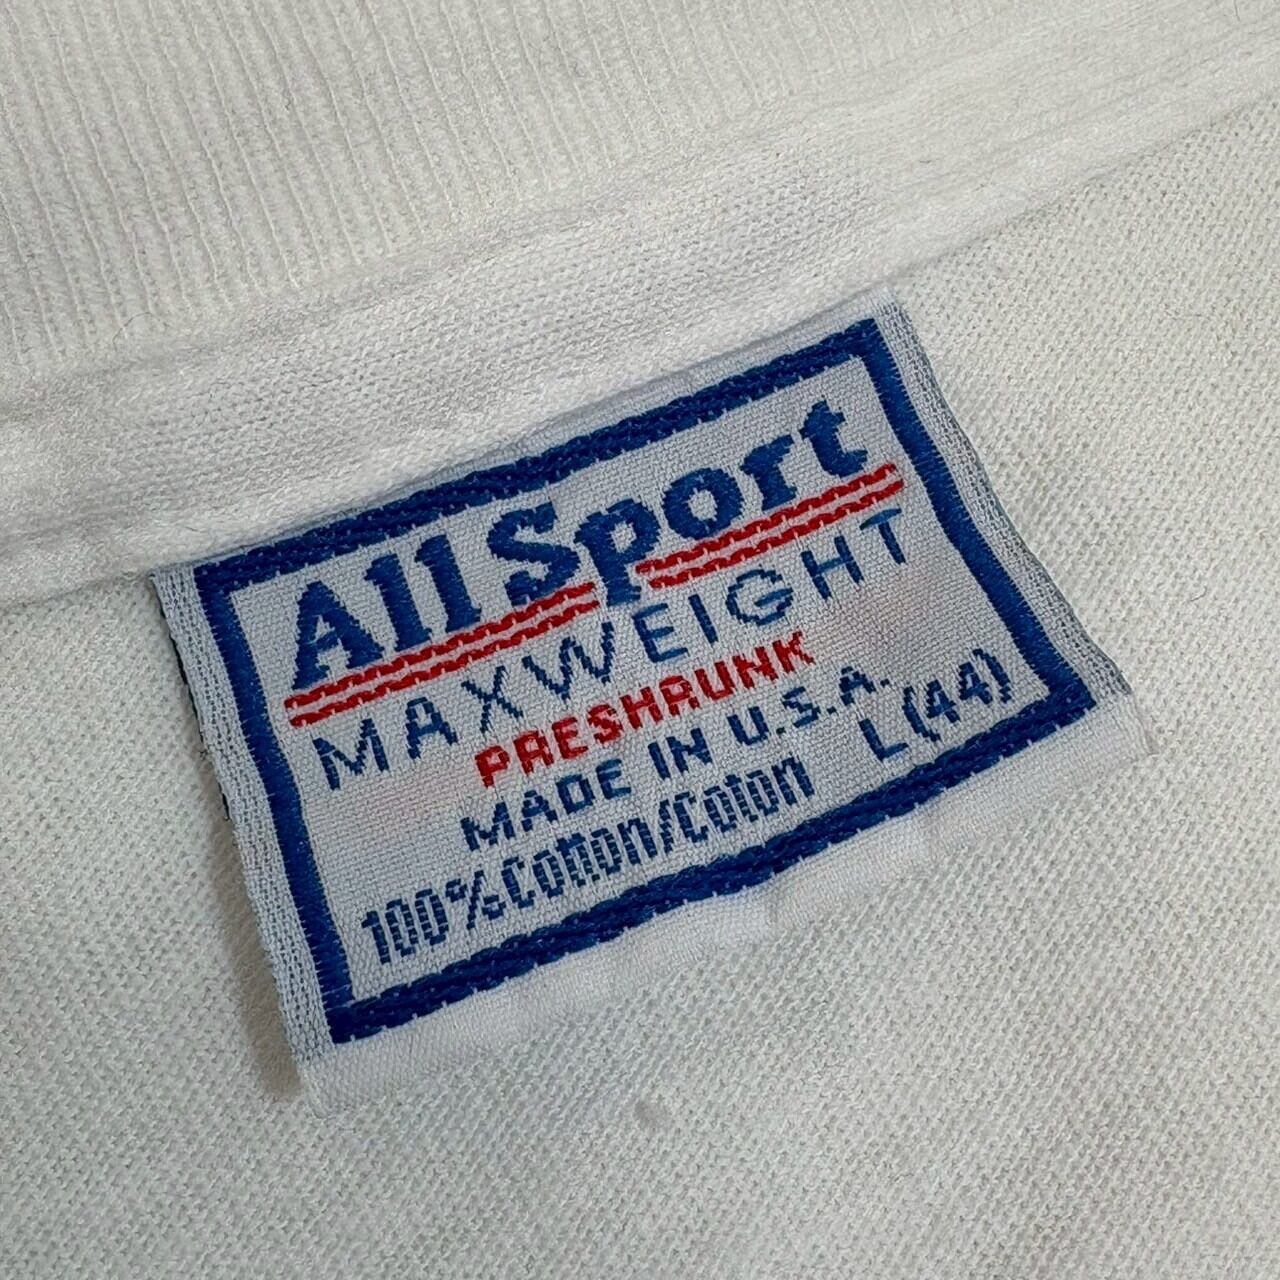 All Sport
MAXWEIGHT
PRESHRUNK
MADE IN U.S.A.
100% Cotton/Coton L(44)